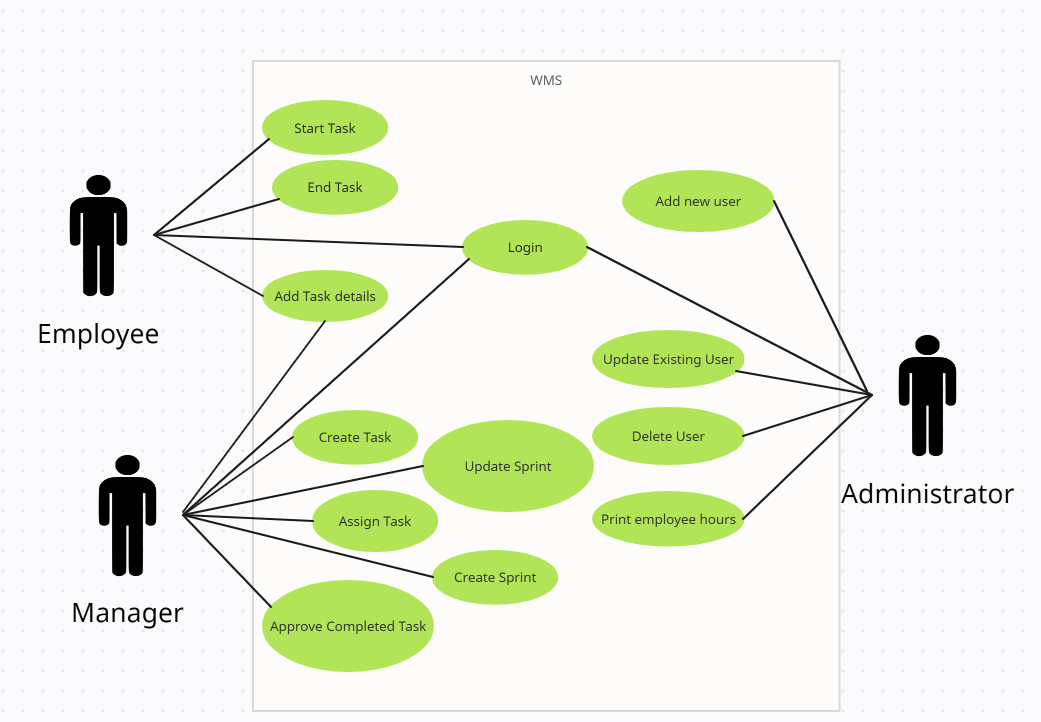 WMS
Start Task
End Task
Add new user
Login
Add Task details
Employee
Update Existing User
Create Task
Delete User
Update Sprint
Administrator
Assign Task
Print employee hours
Create Sprint
Manager
Approve Completed Task